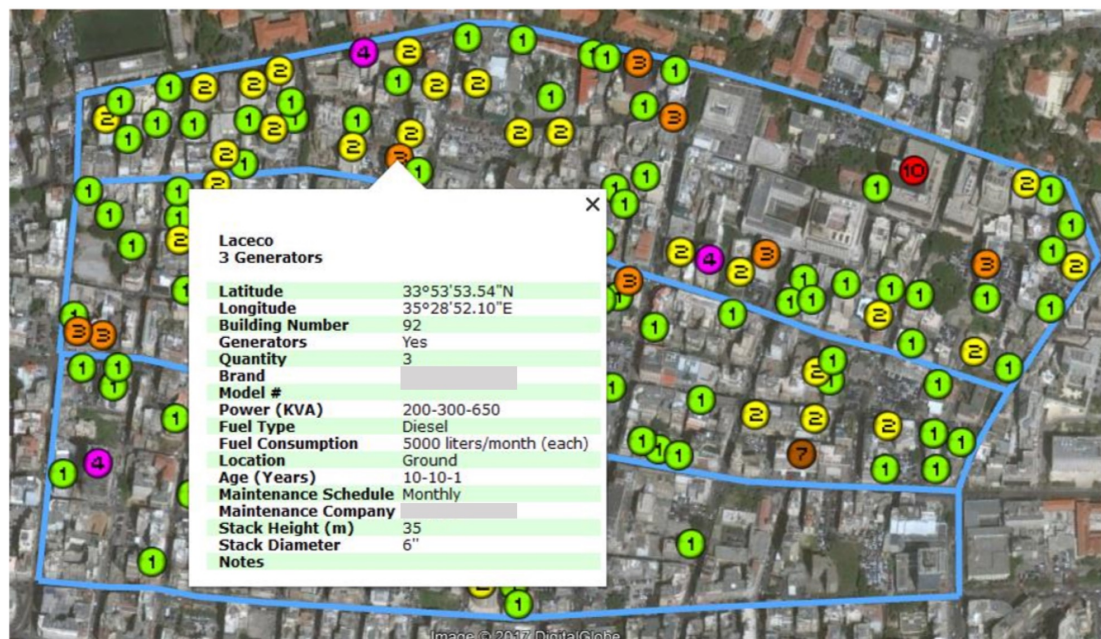 Laceco
3 Generators
Latitude 33°53'53.54"N
Longitude 35°28'52.10"E
Building Number 92
Generators Yes
Quantity 3
Brand
Model #
Power (KVA) 200-300-650
Fuel Type Diesel
Fuel Consumption 5000 liters/month (each)
Location Ground
Age (Years) 10-10-1
Maintenance Schedule Monthly
Maintenance Company
Stack Height (m) 35
Stack Diameter 6"
Notes
Image © 2017 DigitalGlobe